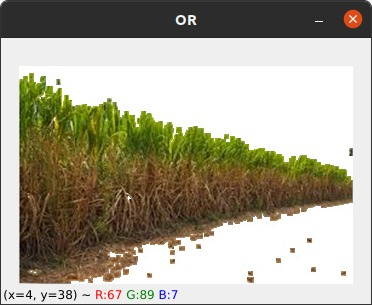 OR
(x=4, y=38) ~ R:67 G:89 B:7